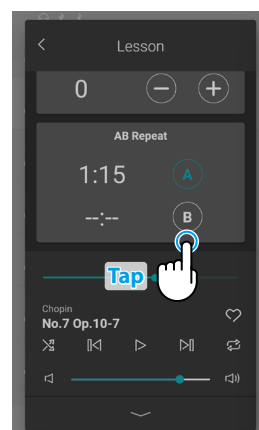 Lesson
0
AB Repeat
1:15
A
--:--
B
Tap
Chopin
No.7 Op.10-7